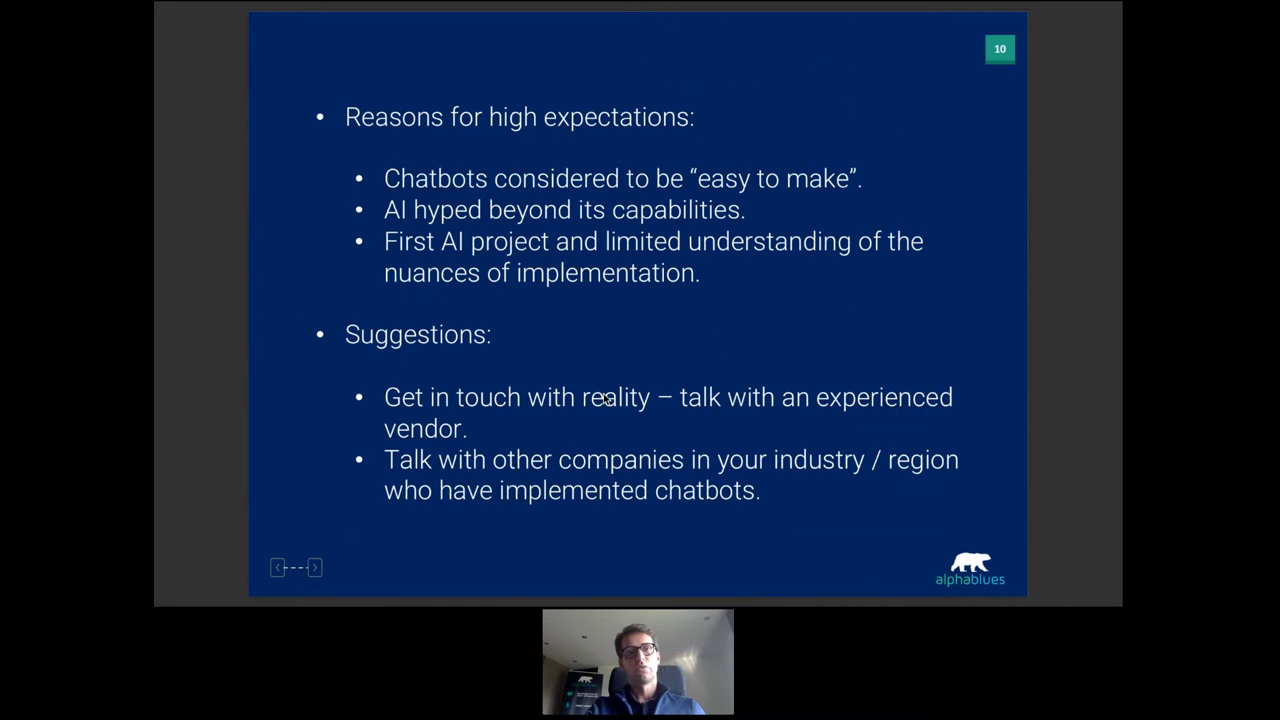 10
• Reasons for high expectations:
• Chatbots considered to be “easy to make”.
• AI hyped beyond its capabilities.
• First AI project and limited understanding of the
nuances of implementation.
• Suggestions:
• Get in touch with reality – talk with an experienced
vendor.
• Talk with other companies in your industry / region
who have implemented chatbots.
alphablues